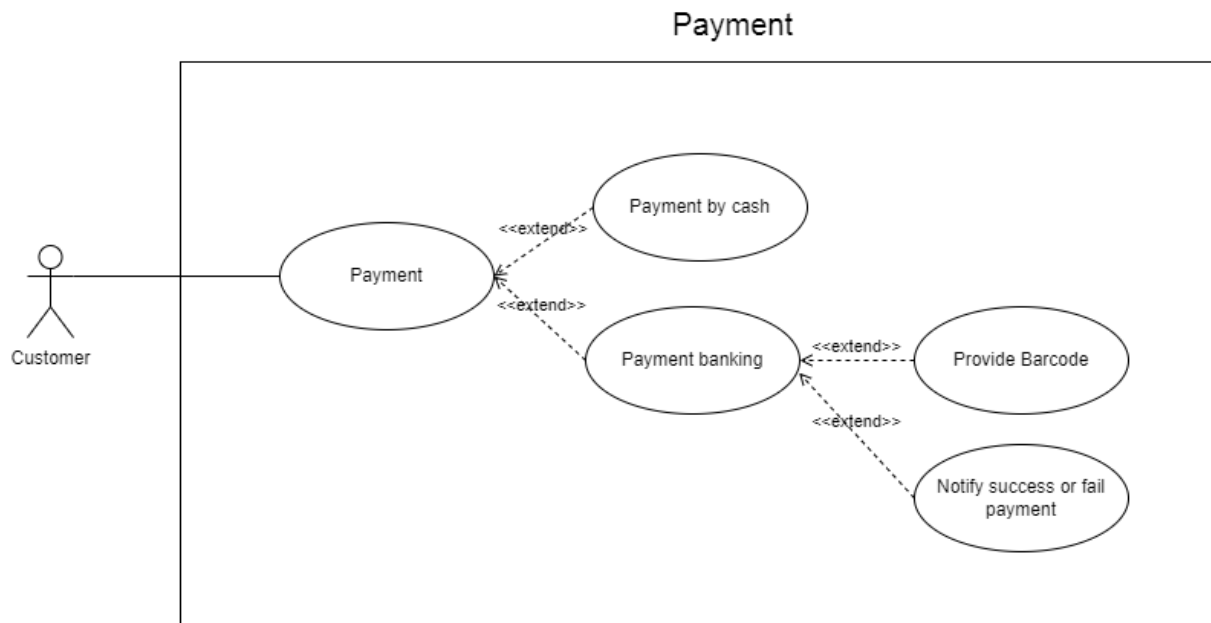 Payment
Payment by cash
<<extend>>
Payment
<<extend>>
Customer
Payment banking
<<extend>>
Provide Barcode
<<extend>>
Notify success or fail
payment